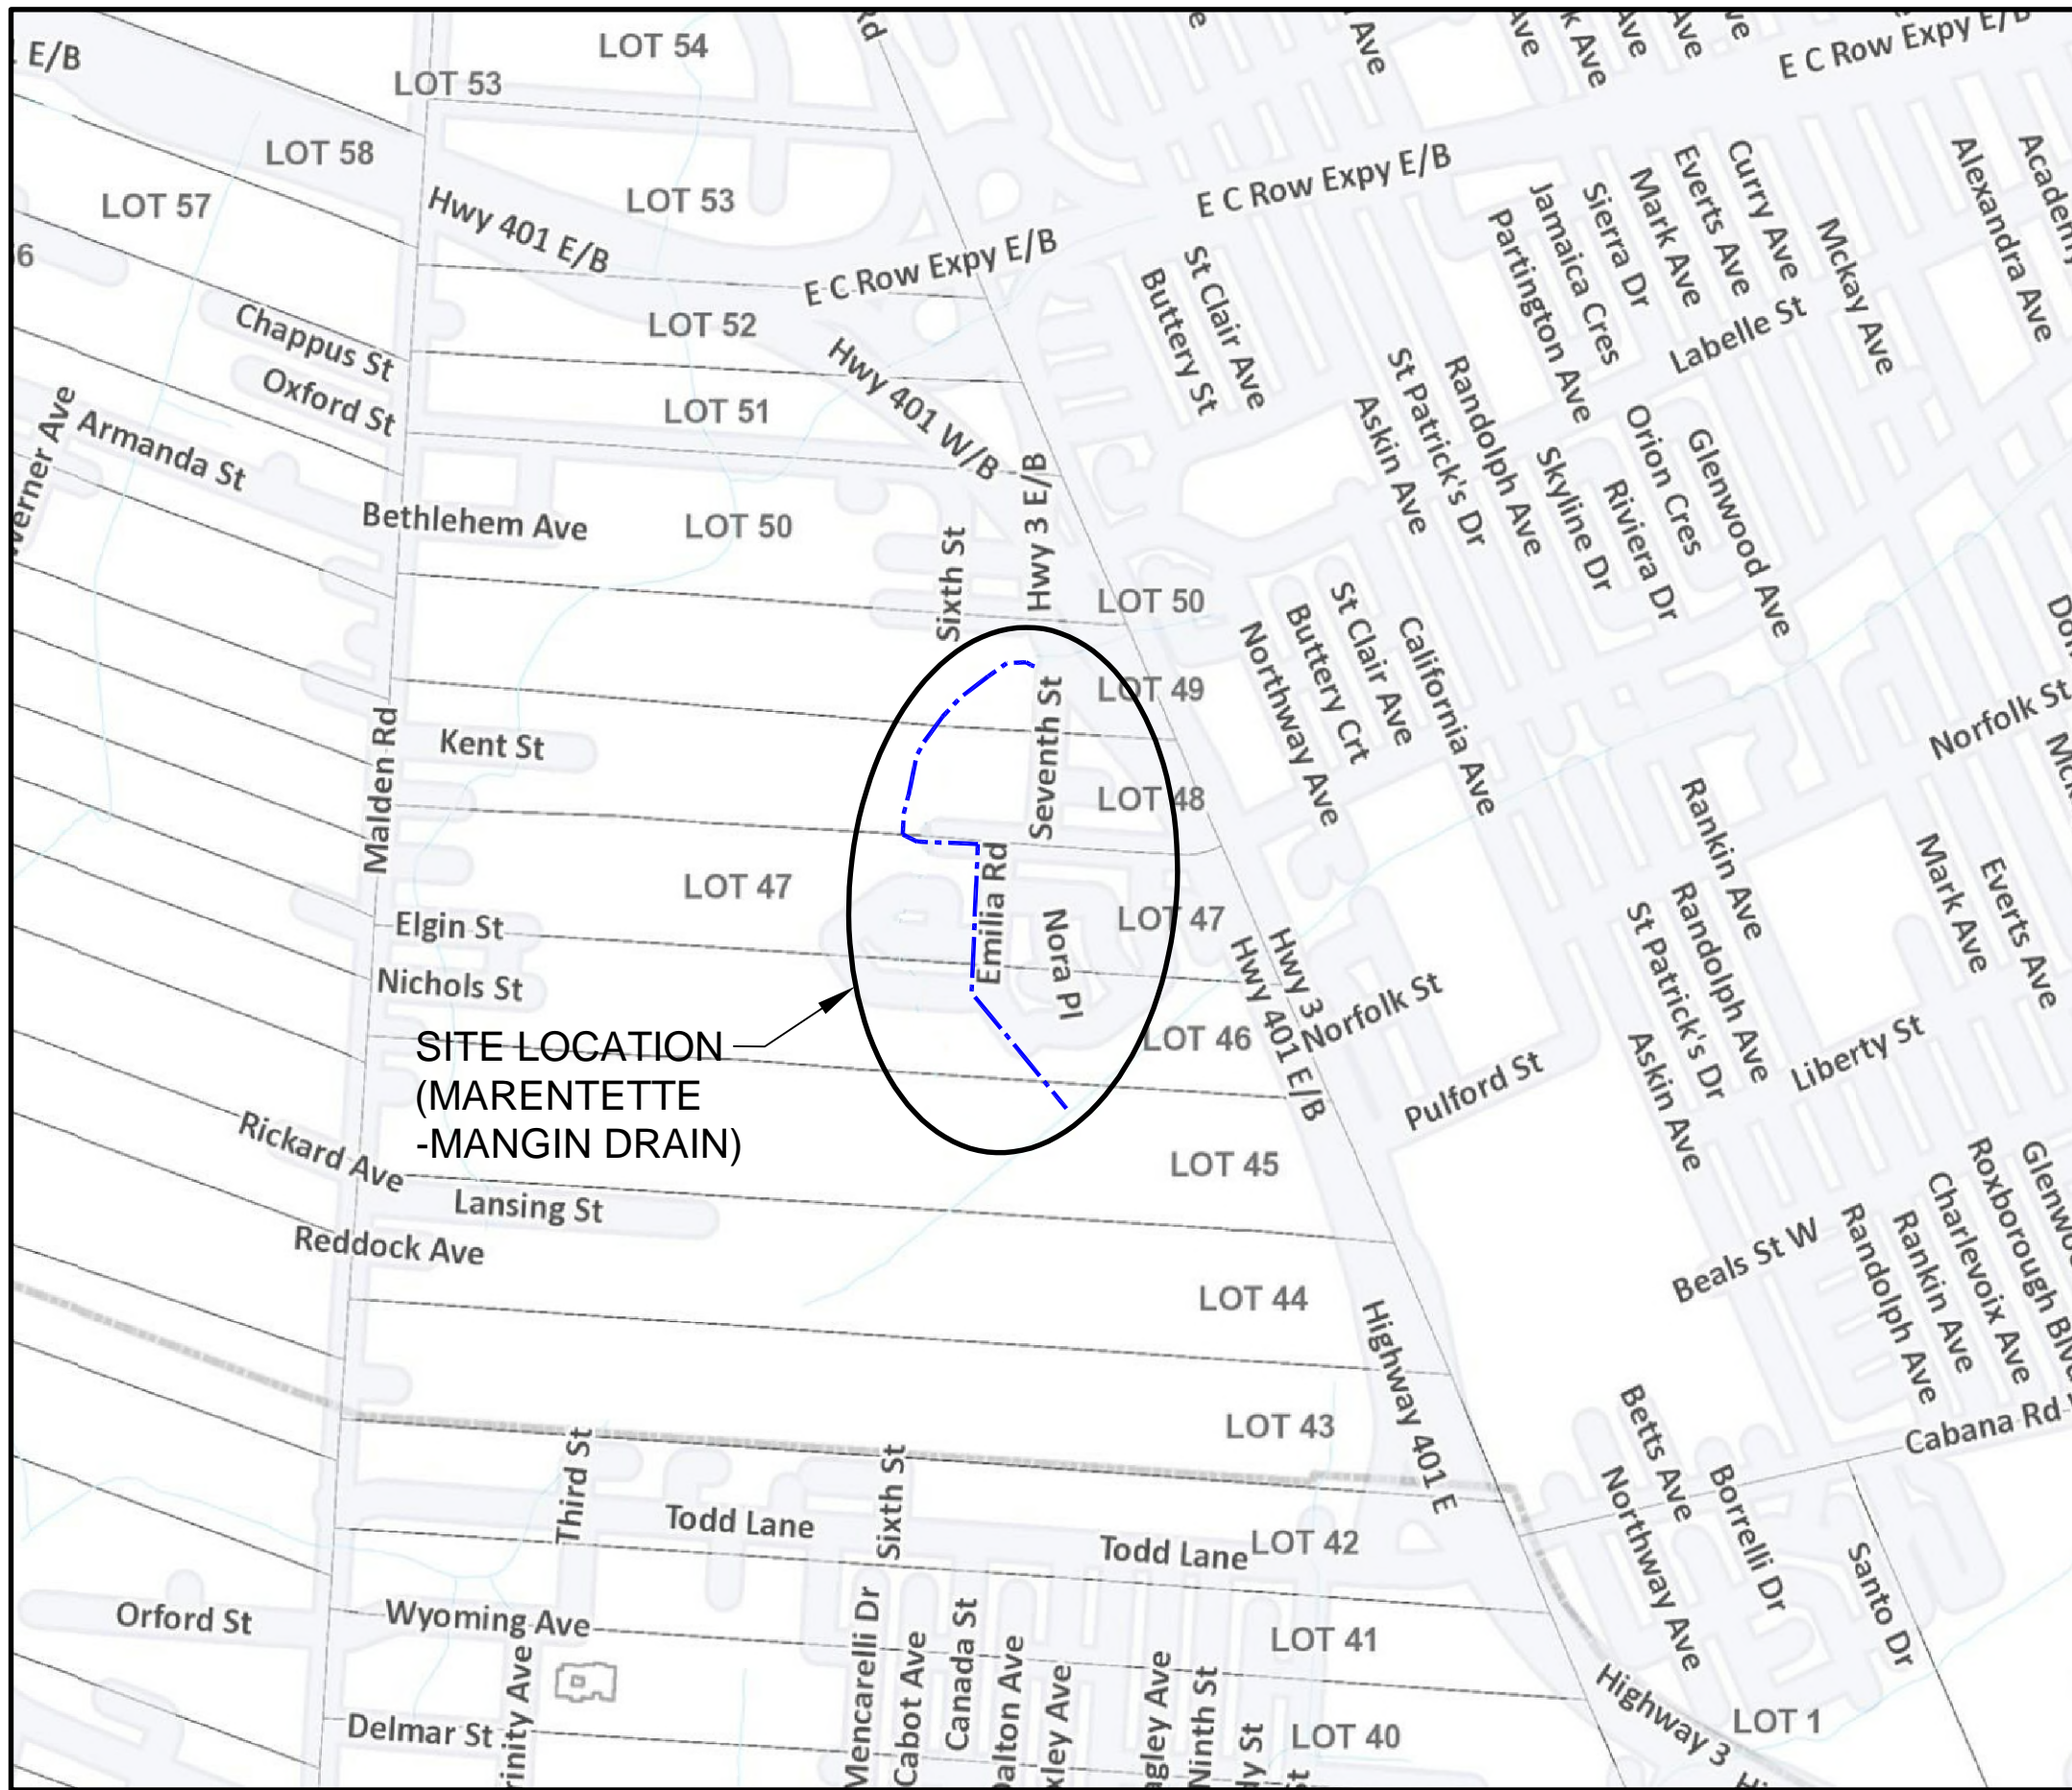 E/B
LOT 54
Rd
Ave
Ave
Ave
Ave
E C Row Expy E/B
LOT 53
LOT 58
LOT 57
LOT 53
Hwy 401 E/B
E C Row Expy E/B
E C Row Expy E/B
Buttery St
St Clair Ave
Partington Ave
Jamaica Cres
Sierra Dr
Mark Ave
Everts Ave
Curry Ave
Mckay Ave
Alexandra Ave
Labelle St
Chappus St
Oxford St
Armanda St
LOT 52
LOT 51
Hwy 401 W/B
Hwy 3 E/B
Askin Ave
St Patrick's Dr
Randolph Ave
Skyline Dr
Riviera Dr
Orion Cres
Glenwood Ave
Bethlehem Ave
LOT 50
Sixth St
LOT 50
Northway Ave
Buttery Crt
St Clair Ave
California Ave
LOT 49
Seventh St
Norfolk St
Kent St
Malden Rd
LOT 48
LOT 47
Emilia Rd
Nora Pl
LOT 47
Rankin Ave
Randolph Ave
St Patrick's Dr
Askin Ave
Mark Ave
Everts Ave
Elgin St
Nichols St
Hwy 3
Hwy 401 E/B
Norfolk St
LOT 46
Pulford St
Liberty St
SITE LOCATION
(MARENTETTE
-MANGIN DRAIN)
Rickard Ave
Lansing St
Reddock Ave
LOT 45
LOT 44
Beals St W
Randolph Ave
Rankin Ave
Charlevoix Ave
Roxborough Blvd
Highway 401 E
LOT 43
Cabana Rd
Third St
Sixth St
Todd Lane
Todd Lane
LOT 42
Betts Ave
Northway Ave
Borrelli Dr
Santo Dr
Orford St
Wyoming Ave
LOT 41
Mencarelli Dr
Cabot Ave
Canada St
Ninth St
Delmar St
LOT 40
Highway 3
LOT 1